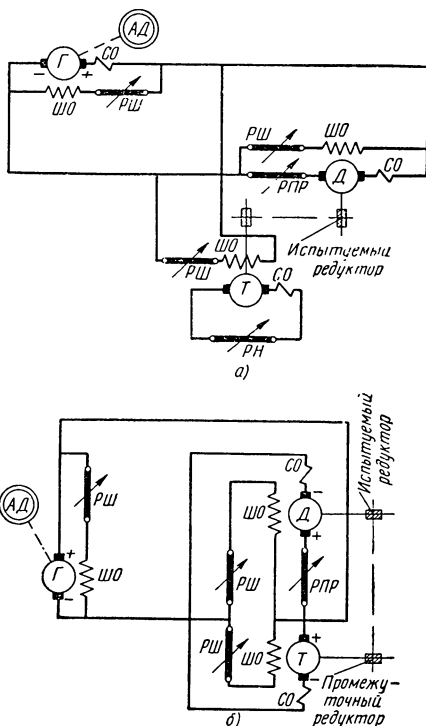 АД
Г
СО
- +
ШО
РШ
РШ
ШО
РПР
Д
СО
Испытуемый
редуктор
ШО
РШ
СО
Т
РН
а)
Испытуемый
редуктор
СО
-
Д
+
АД
РШ
ШО
РШ
РПР
+
Г
-
ШО
РШ
ШО
+
Т
-
СО
Промежу-
точный
редуктор
б)